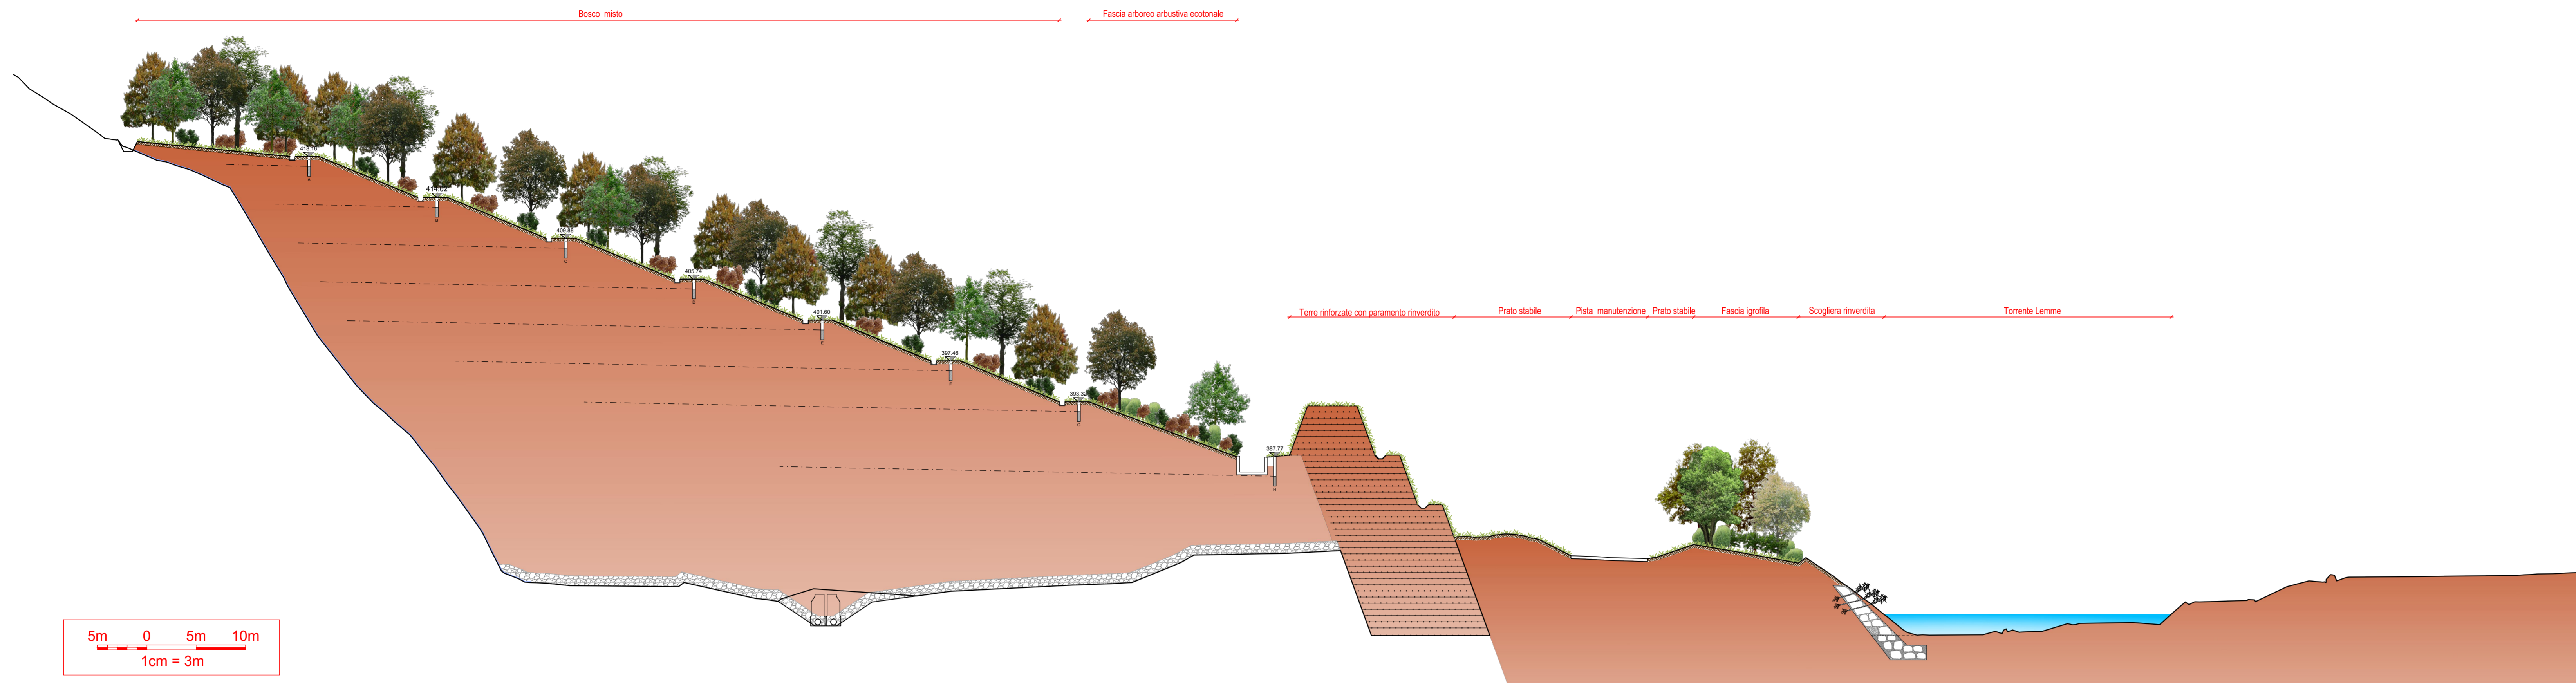 Bosco misto
Fascia arboreo arbustiva ecotonale
414.02
409.88
405.74
401.60
397.46
393.32
387.77
Terre rinforzate con paramento rinverdito
Prato stabile
Pista manutenzione
Prato stabile
Fascia igrofila
Scogliera rinverdita
Torrente Lemme
5m 0 5m 10m
1cm = 3m